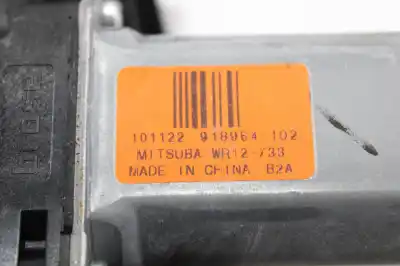 101122 918964 102
MITSUBA WR12-733
MADE IN CHINA B2A